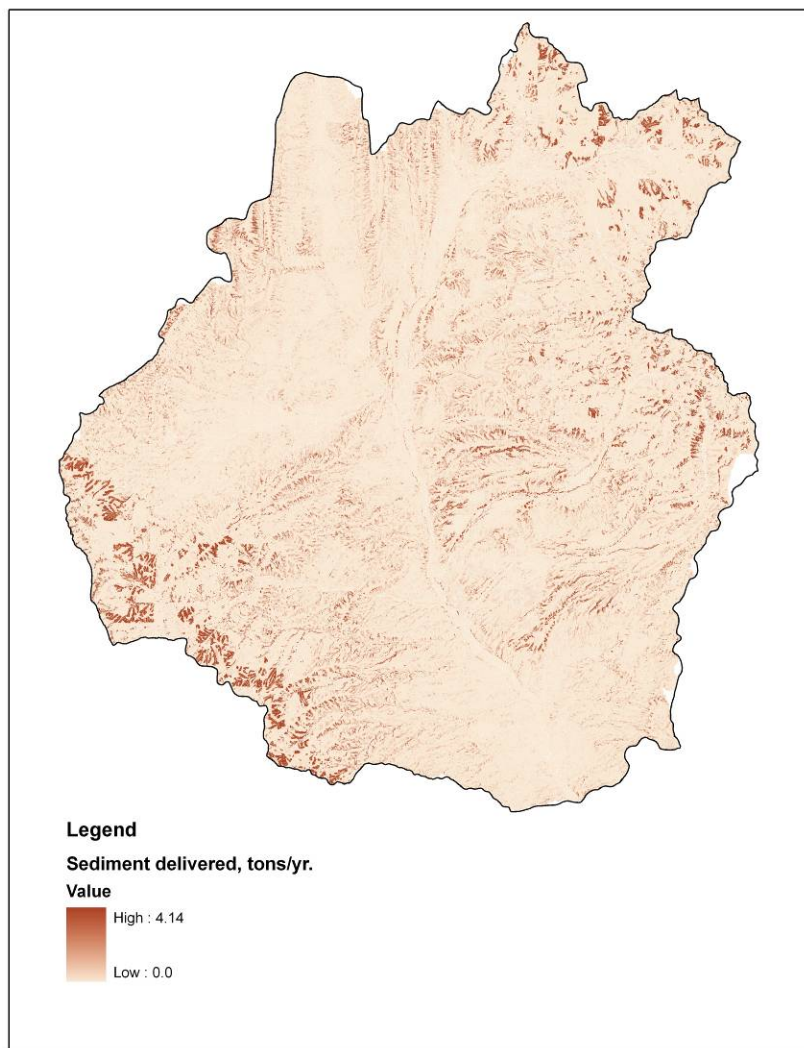 Legend
Sediment delivered, tons/yr.
Value
High : 4.14
Low : 0.0